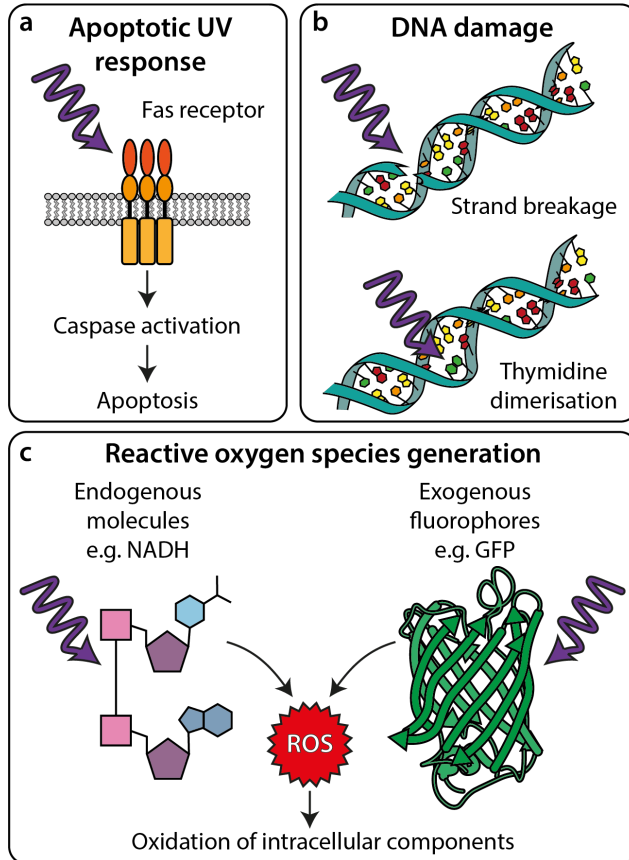 a
Apoptotic UV
response
Fas receptor
Caspase activation
Apoptosis
b
DNA damage
Strand breakage
Thymidine
dimerisation
c
Reactive oxygen species generation
Endogenous
molecules
e.g. NADH
Exogenous
fluorophores
e.g. GFP
ROS
Oxidation of intracellular components